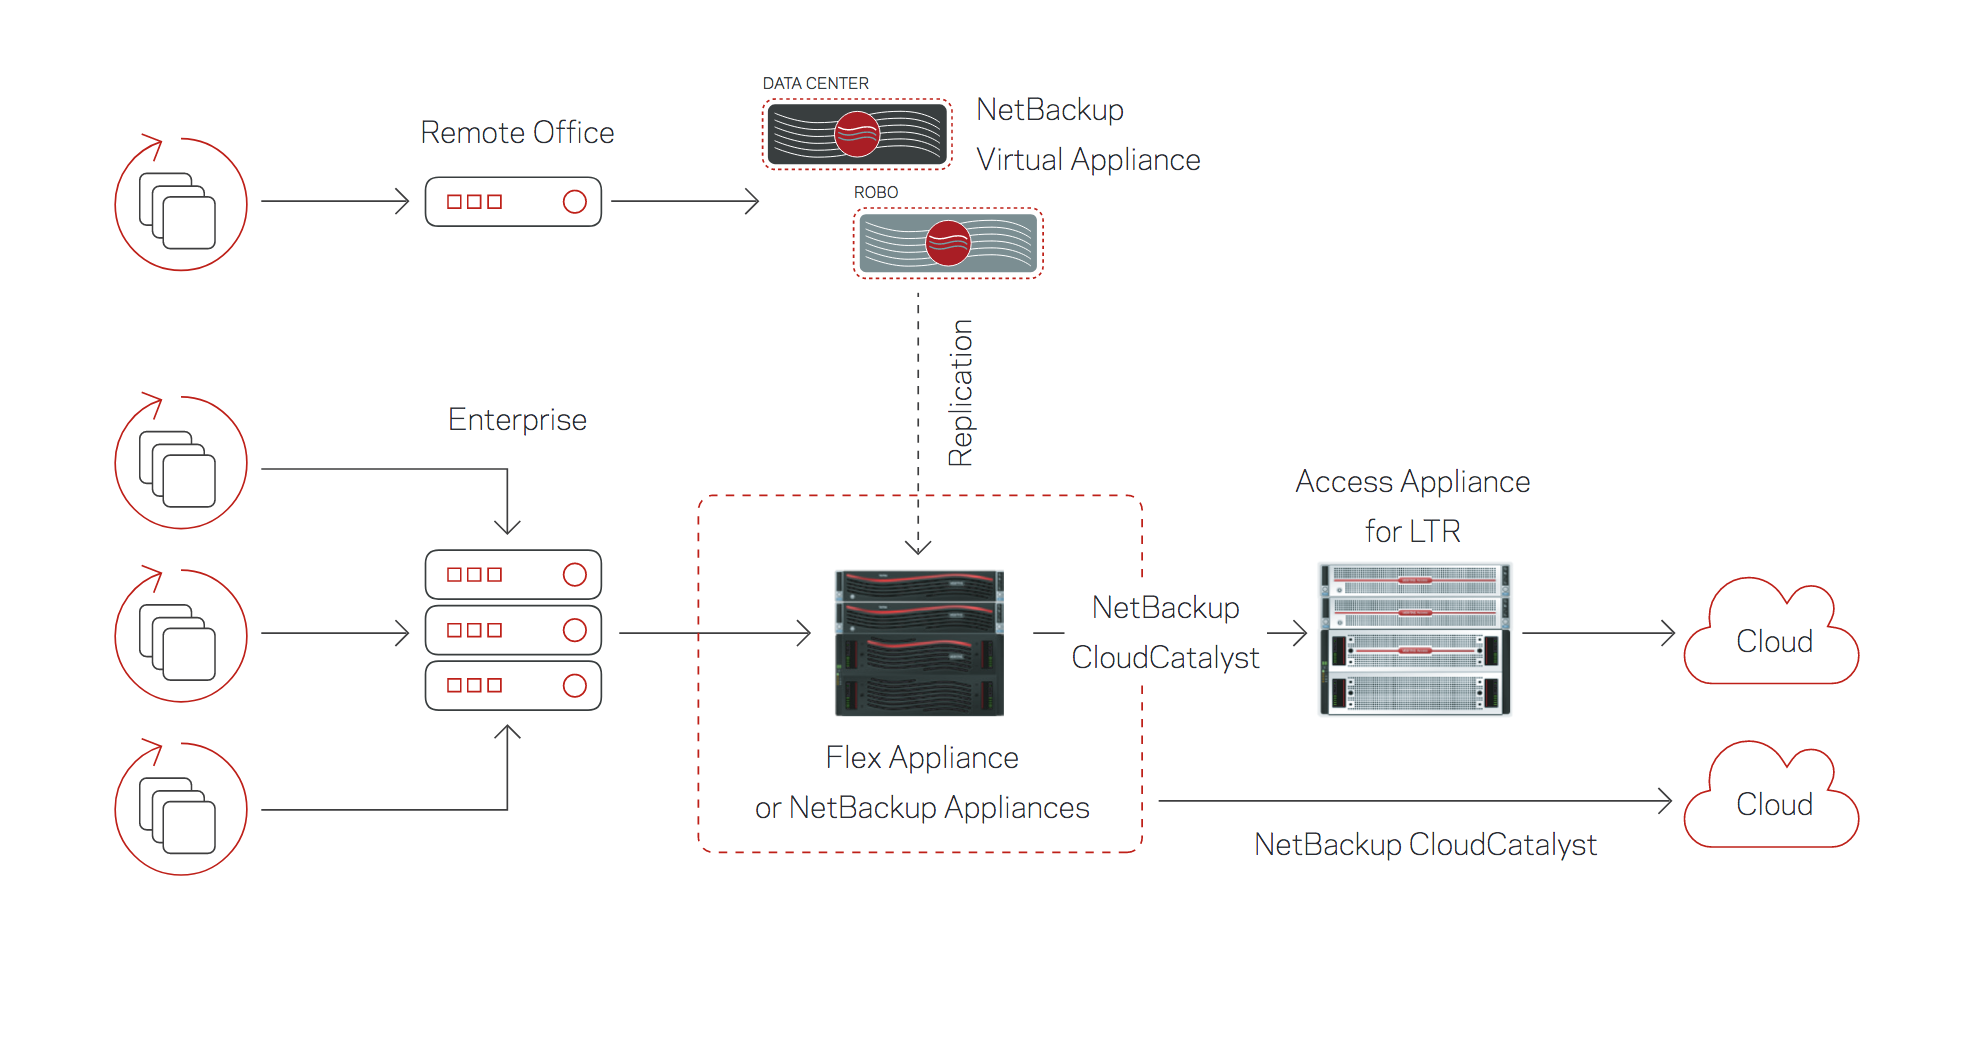 DATA CENTER
NetBackup
Virtual Appliance
Remote Office
ROBO
Replication
Enterprise
Access Appliance
for LTR
NetBackup
CloudCatalyst
Cloud
Flex Appliance
or NetBackup Appliances
Cloud
NetBackup CloudCatalyst